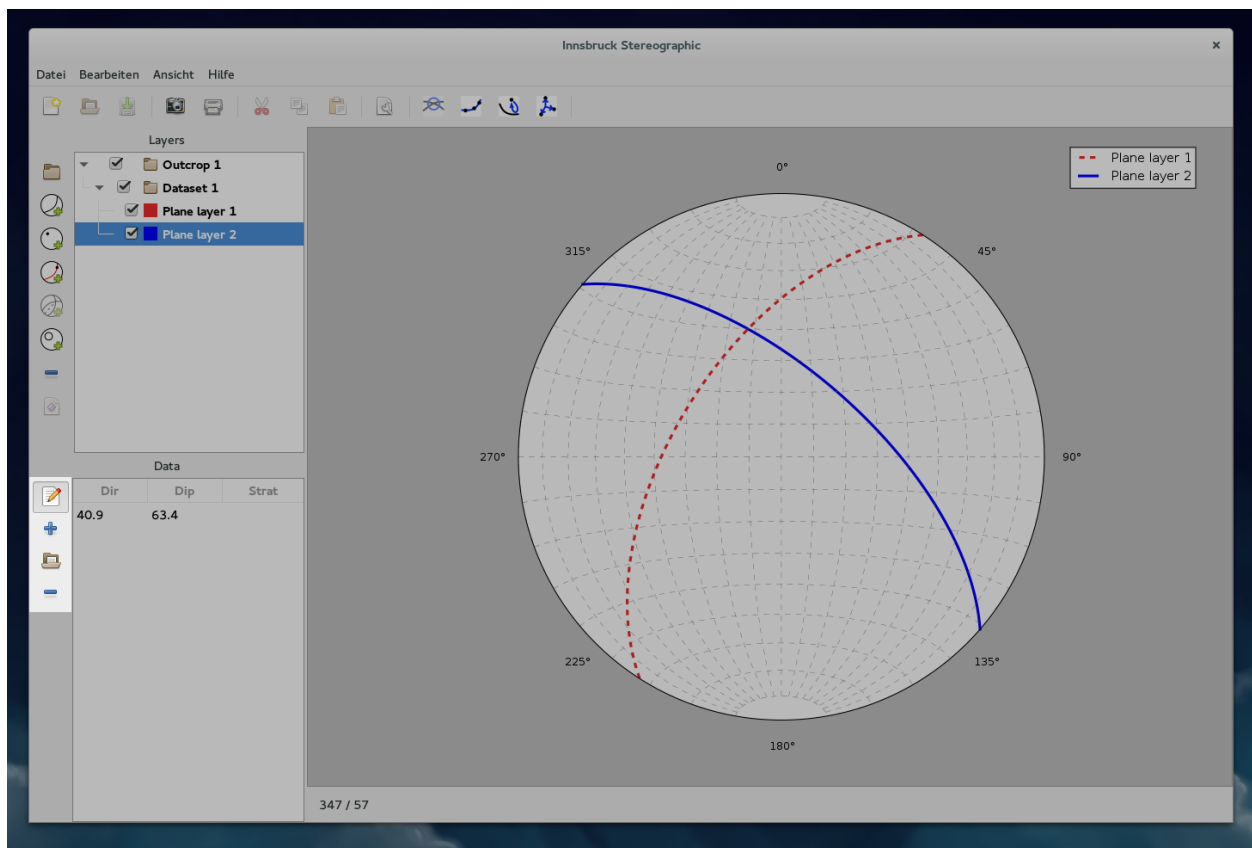 Innsbruck Stereographic
Datei Bearbeiten Ansicht Hilfe
Layers
Outcrop 1
Dataset 1
Plane layer 1
Plane layer 2
Data
Dir Dip Strat
40.9 63.4
Plane layer 1
Plane layer 2
0°
315° 45°
270° 90°
225° 135°
180°
347 / 57